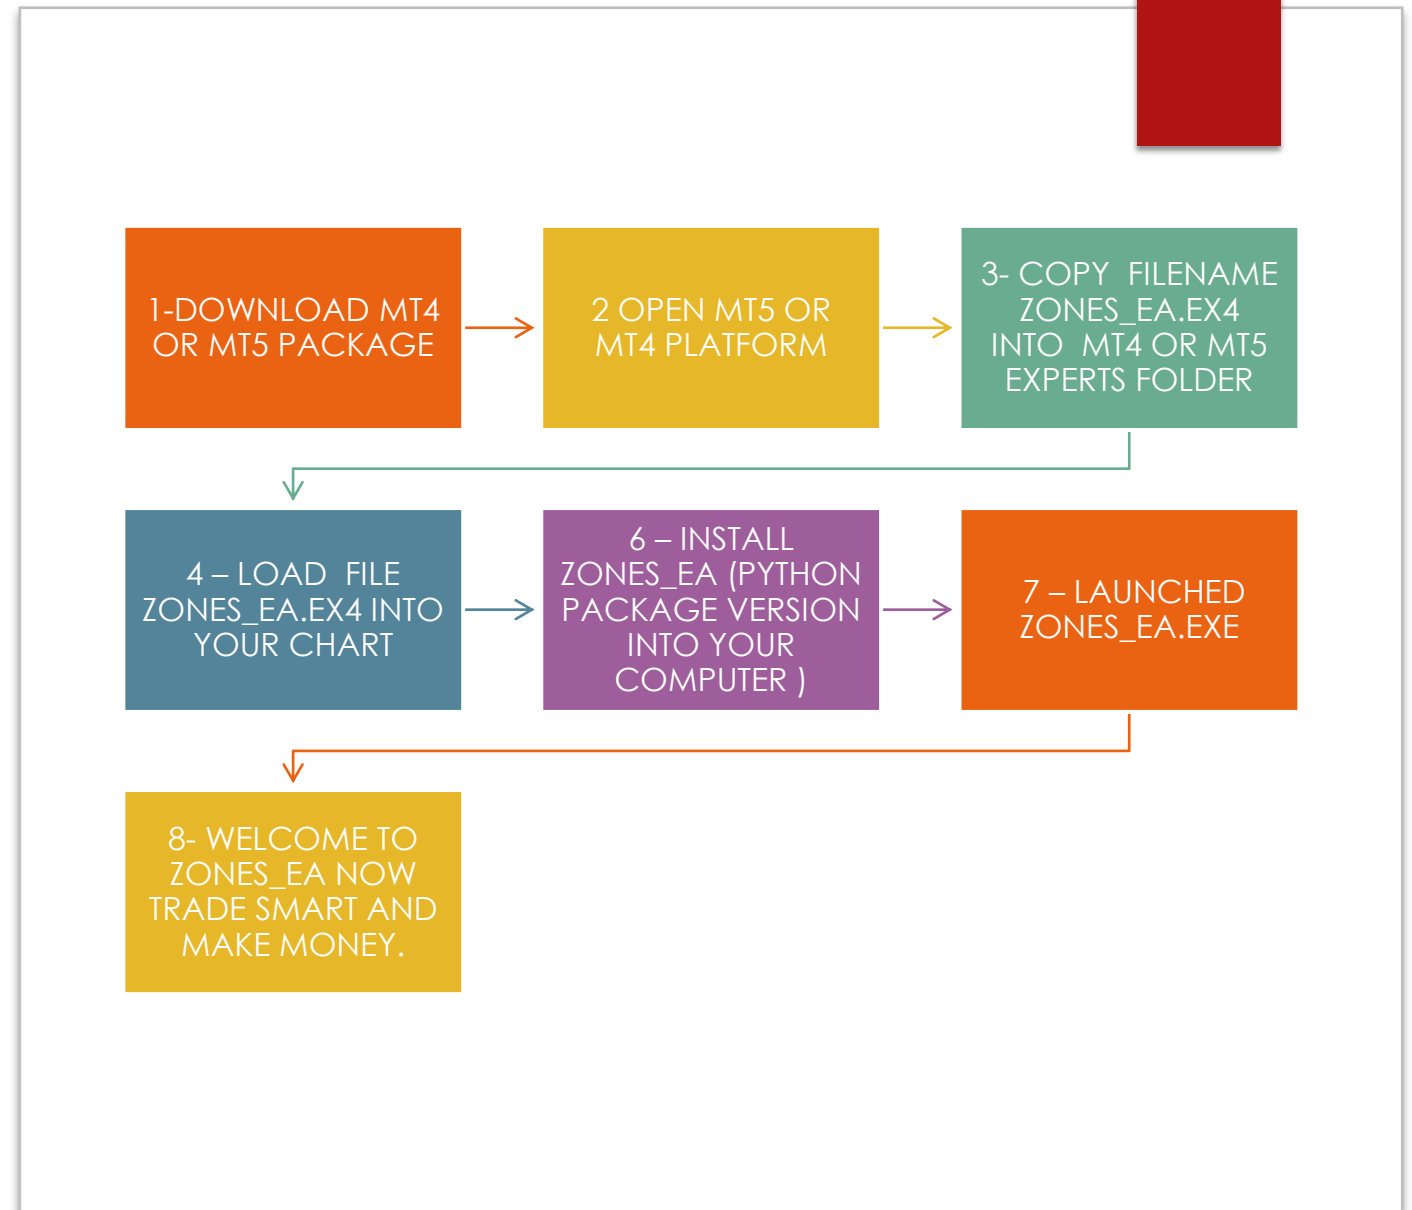 1-DOWNLOAD MT4
OR MT5 PACKAGE
2 OPEN MT5 OR
MT4 PLATFORM
3- COPY  FILENAME
ZONES_EA.EX4
INTO  MT4 OR MT5
EXPERTS FOLDER
4 – LOAD  FILE
ZONES_EA.EX4 INTO
YOUR CHART
6 – INSTALL
ZONES_EA (PYTHON
PACKAGE VERSION
INTO YOUR
COMPUTER )
7 – LAUNCHED
ZONES_EA.EXE
8- WELCOME TO
ZONES_EA NOW
TRADE SMART AND
MAKE MONEY.